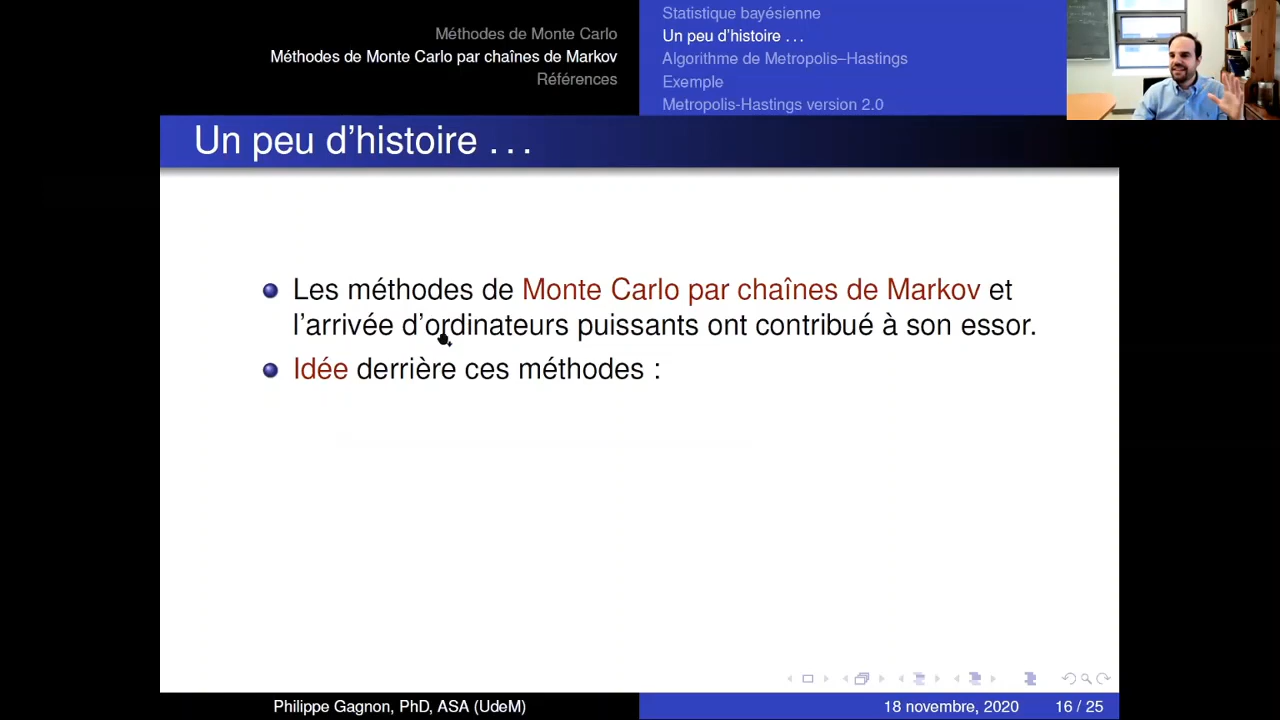 Méthodes de Monte Carlo
Méthodes de Monte Carlo par chaînes de Markov
Références
Statistique bayésienne
Un peu d'histoire . . .
Algorithme de Metropolis–Hastings
Exemple
Metropolis-Hastings version 2.0
Un peu d'histoire . . .
Les méthodes de Monte Carlo par chaînes de Markov et
l'arrivée d'ordinateurs puissants ont contribué à son essor.
Idée derrière ces méthodes :
Philippe Gagnon, PhD, ASA (UdeM)
18 novembre, 2020
16 / 25